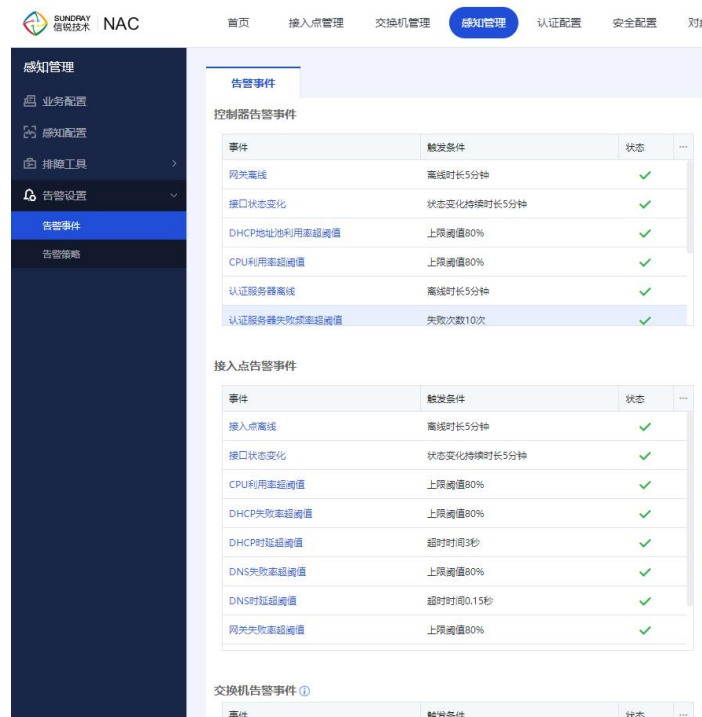 SUNDRAY 信锐技术 NAC
首页 接入点管理 交换机管理 感知管理 认证配置 安全配置
感知管理
业务配置
感知配置
排障工具
告警设置
告警事件
告警策略
告警事件
控制器告警事件
事件 触发条件 状态 ...
网关离线 离线时长5分钟
接口状态变化 状态变化持续时长5分钟
DHCP地址池利用率超阈值 上限阈值80%
CPU利用率超阈值 上限阈值80%
认证服务器离线 离线时长5分钟
认证服务器失败频率超阈值 失败次数10次
接入点告警事件
事件 触发条件 状态 ...
接入点离线 离线时长5分钟
接口状态变化 状态变化持续时长5分钟
CPU利用率超阈值 上限阈值80%
DHCP失败率超阈值 上限阈值80%
DHCP时延超阈值 超时时间3秒
DNS失败率超阈值 上限阈值80%
DNS时延超阈值 超时时间0.15秒
网关失败率超阈值 上限阈值80%
交换机告警事件
事件 触发条件 状态 ...